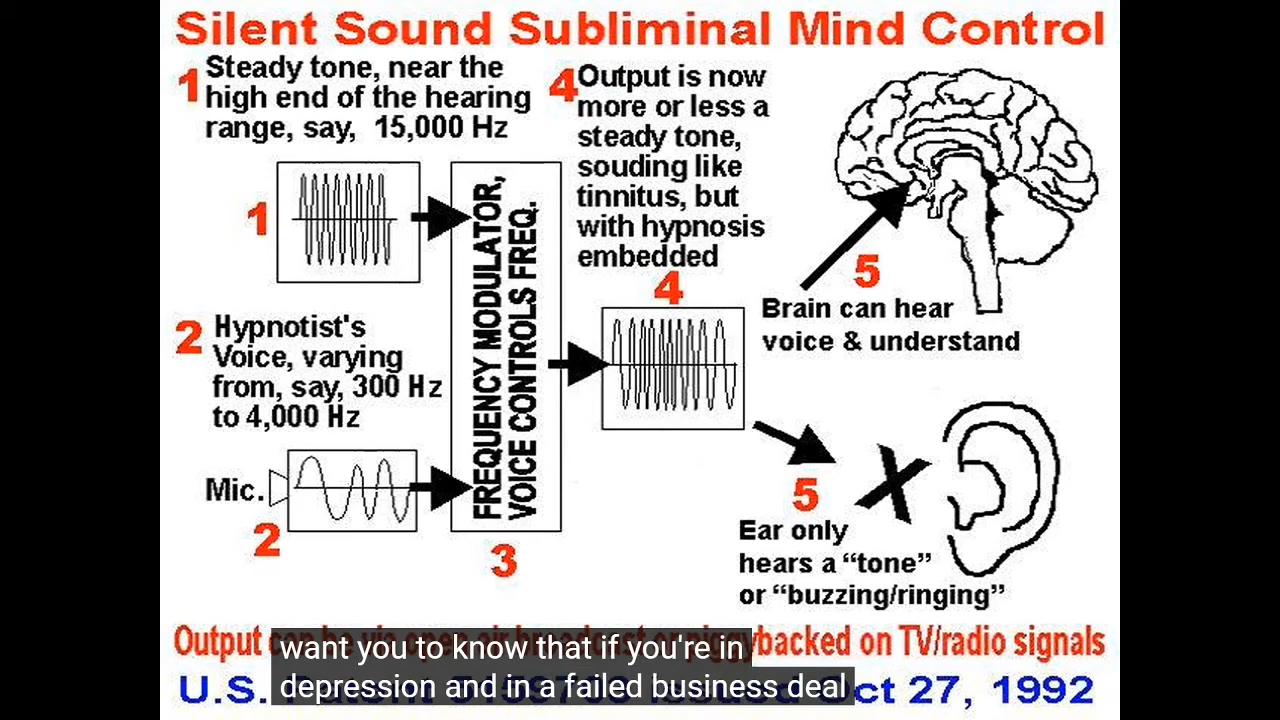 Silent Sound Subliminal Mind Control
1 Steady tone, near the
high end of the hearing
range, say, 15,000 Hz
1
2 Hypnotist's
Voice, varying
from, say, 300 Hz
to 4,000 Hz
Mic.
2
FREQUENCY MODULATOR,
VOICE CONTROLS FREQ.
3
4 Output is now
more or less a
steady tone,
souding like
tinnitus, but
with hypnosis
embedded
4
5
Brain can hear
voice & understand
X
5
Ear only
hears a “tone”
or “buzzing/ringing”
Output piggybacked on TV/radio signals
U.S. Oct 27, 1992
want you to know that if you're in
depression and in a failed business deal